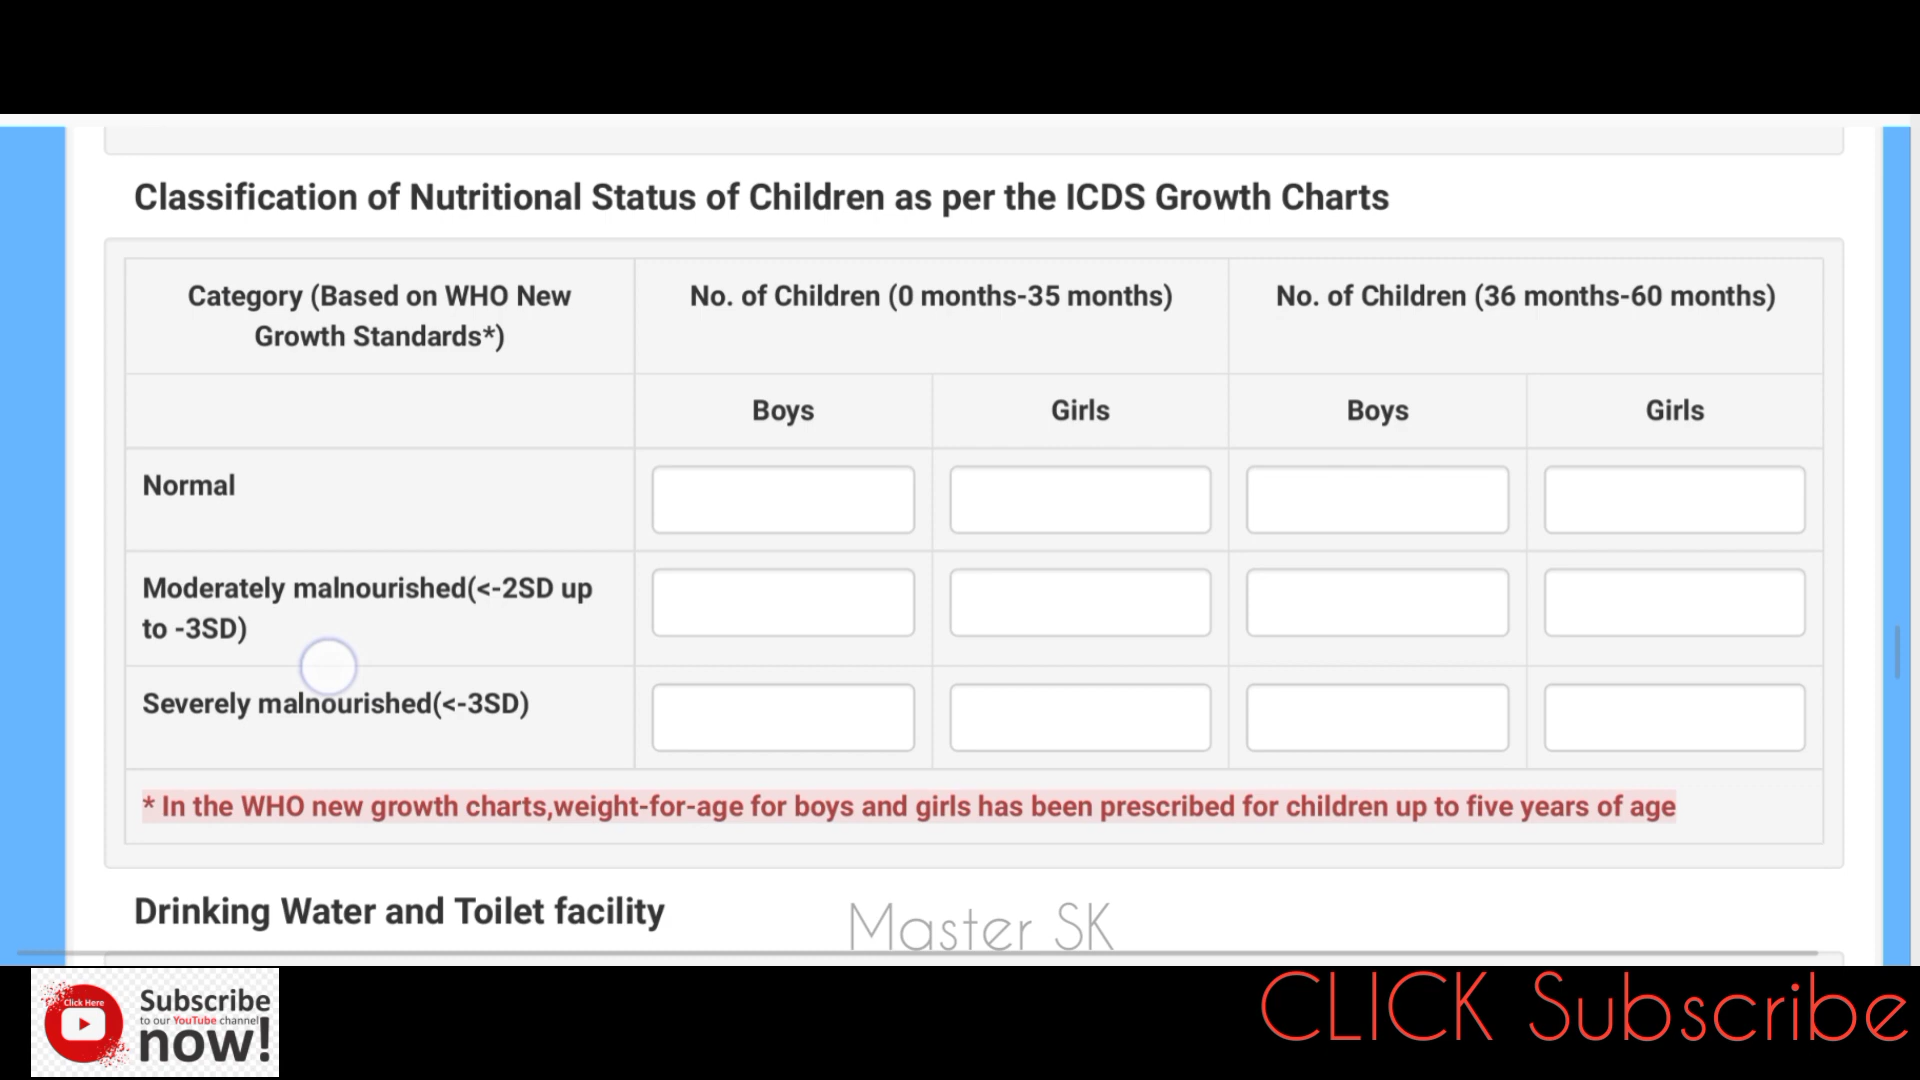 Classification of Nutritional Status of Children as per the ICDS Growth Charts
Category (Based on WHO New
Growth Standards*)
No. of Children (0 months-35 months)
No. of Children (36 months-60 months)
Boys
Girls
Boys
Girls
Normal
Moderately malnourished(<-2SD up
to -3SD)
Severely malnourished(<-3SD)
* In the WHO new growth charts,weight-for-age for boys and girls has been prescribed for children up to five years of age
Drinking Water and Toilet facility
Master SK
Click Here
Subscribe
to our YouTube channel
now!
CLICK Subscribe